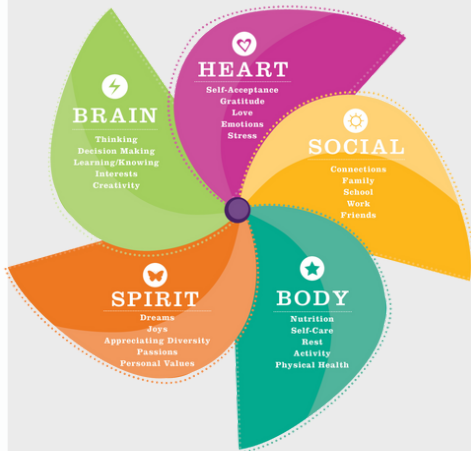 HEART
Self-Acceptance
Gratitude
Love
Emotions
Stress
BRAIN
Thinking
Decision Making
Learning/Knowing
Interests
Creativity
SOCIAL
Connections
Family
School
Work
Friends
SPIRIT
Dreams
Joys
Appreciating Diversity
Passions
Personal Values
BODY
Nutrition
Self-Care
Rest
Activity
Physical Health